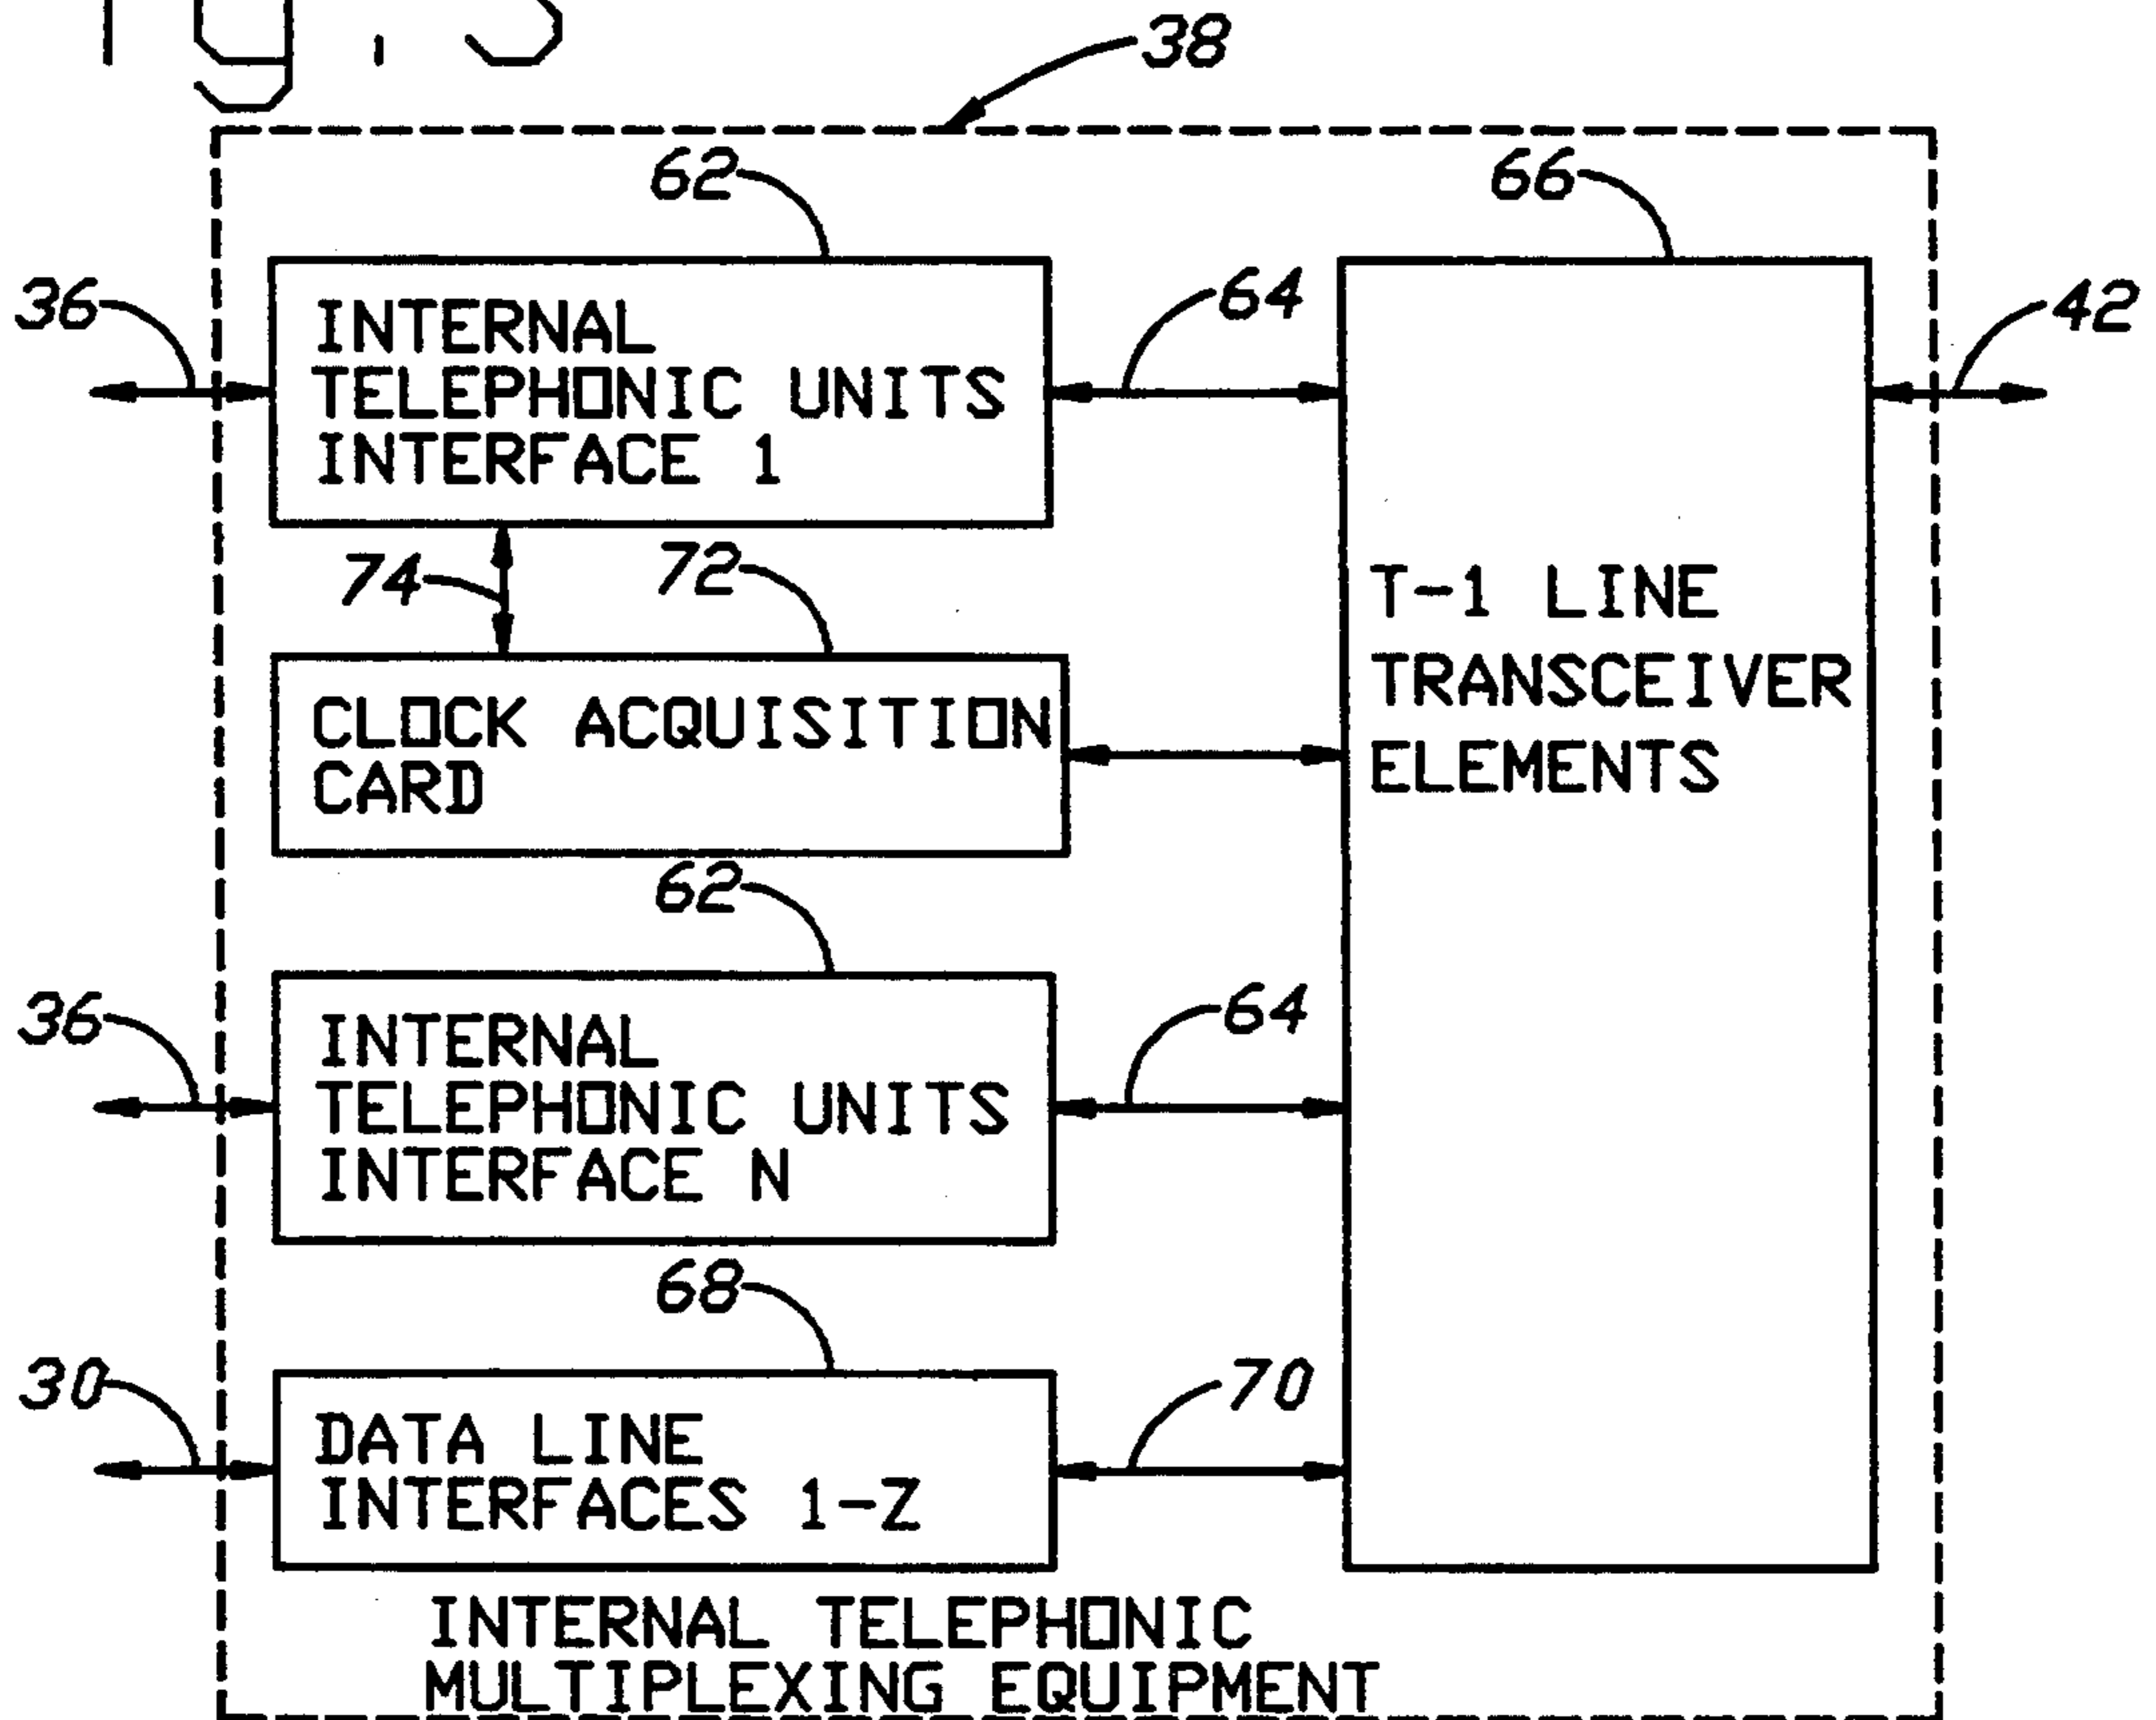 38
62
66
36
INTERNAL
TELEPHONIC UNITS
INTERFACE 1
64
42
74
72
T-1 LINE
TRANSCEIVER
ELEMENTS
CLOCK ACQUISITION
CARD
62
36
INTERNAL
TELEPHONIC UNITS
INTERFACE N
64
68
30
DATA LINE
INTERFACES 1-Z
70
INTERNAL TELEPHONIC
MULTIPLEXING EQUIPMENT